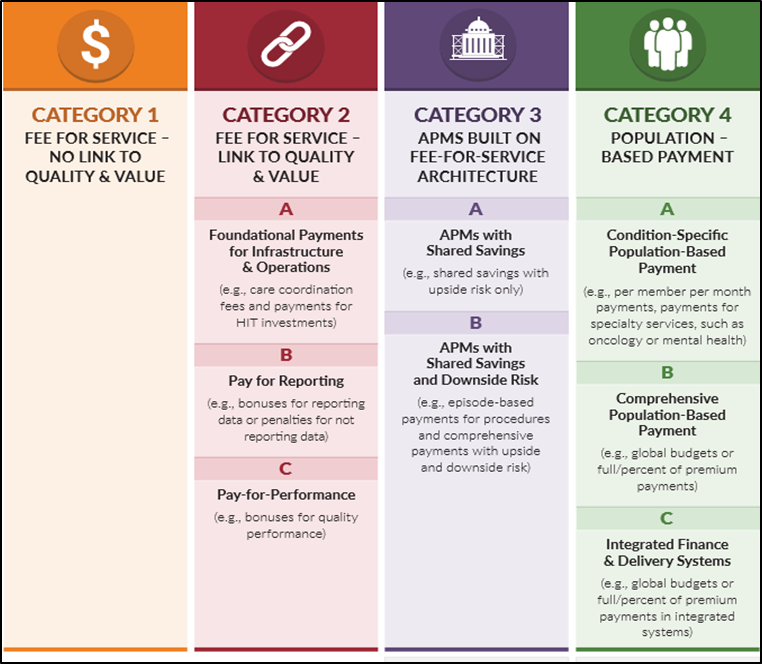 $
CATEGORY 1
FEE FOR SERVICE –
NO LINK TO
QUALITY & VALUE
CATEGORY 2
FEE FOR SERVICE –
LINK TO QUALITY
& VALUE
A
Foundational Payments
for Infrastructure
& Operations
(e.g., care coordination
fees and payments for
HIT investments)
B
Pay for Reporting
(e.g., bonuses for reporting
data or penalties for not
reporting data)
C
Pay-for-Performance
(e.g., bonuses for quality
performance)
CATEGORY 3
APMS BUILT ON
FEE-FOR-SERVICE
ARCHITECTURE
A
APMs with
Shared Savings
(e.g., shared savings with
upside risk only)
B
APMs with
Shared Savings
and Downside Risk
(e.g., episode-based
payments for procedures
and comprehensive
payments with upside
and downside risk)
CATEGORY 4
POPULATION –
BASED PAYMENT
A
Condition-Specific
Population-Based
Payment
(e.g., per member per month
payments, payments for
specialty services, such as
oncology or mental health)
B
Comprehensive
Population-Based
Payment
(e.g., global budgets or
full/percent of premium
payments)
C
Integrated Finance
& Delivery Systems
(e.g., global budgets or
full/percent of premium
payments in integrated
systems)